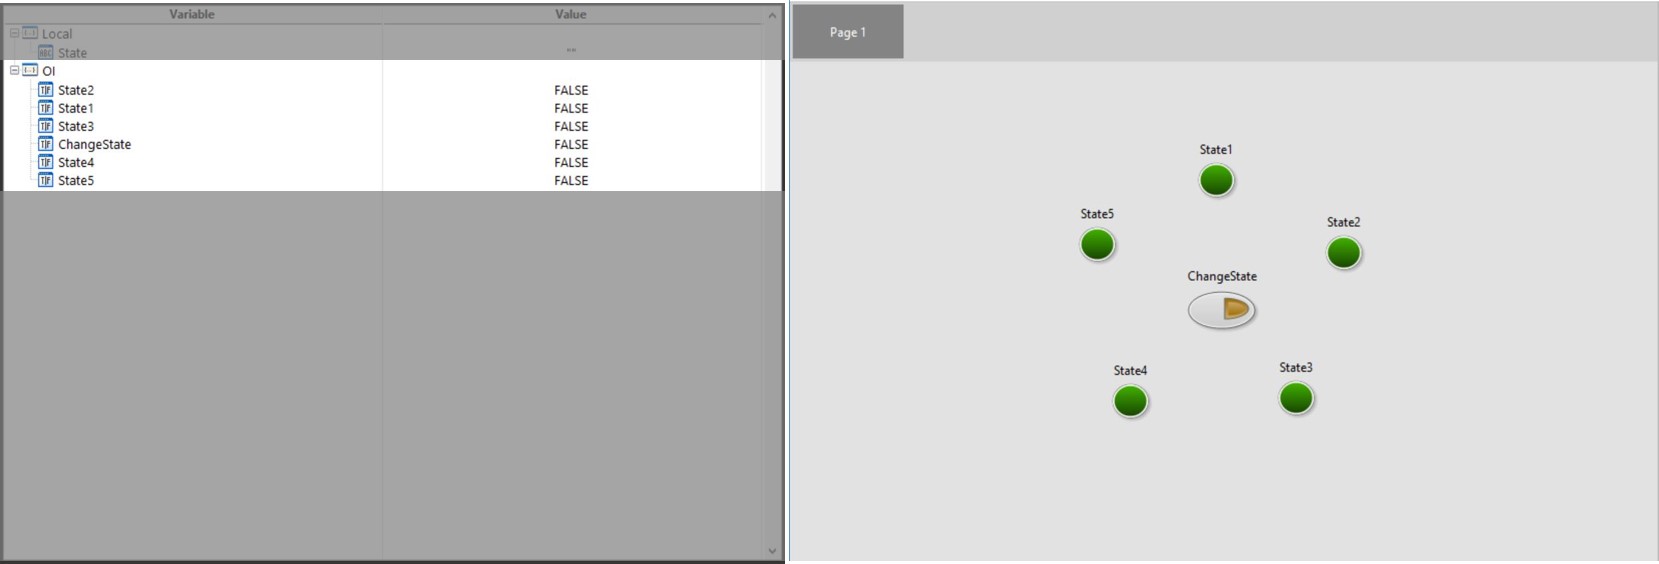 Variable Value
Local
State ""
OI
State2 FALSE
State1 FALSE
State3 FALSE
ChangeState FALSE
State4 FALSE
State5 FALSE
Page 1
State1
State5
State2
ChangeState
State4
State3